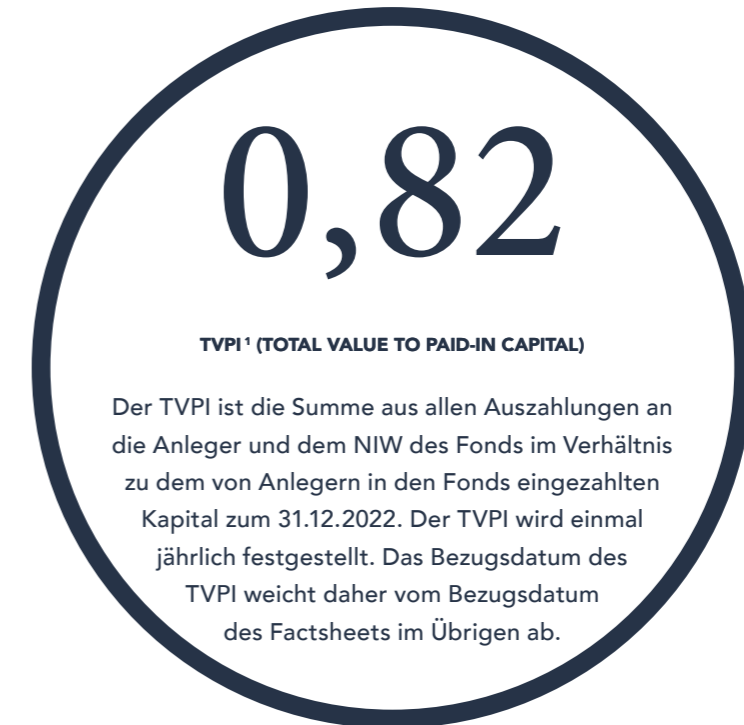 0,82
TVPI ¹ (TOTAL VALUE TO PAID-IN CAPITAL)
Der TVPI ist die Summe aus allen Auszahlungen an
die Anleger und dem NIW des Fonds im Verhältnis
zu dem von Anlegern in den Fonds eingezahlten
Kapital zum 31.12.2022. Der TVPI wird einmal
jährlich festgestellt. Das Bezugsdatum des
TVPI weicht daher vom Bezugsdatum
des Factsheets im Übrigen ab.